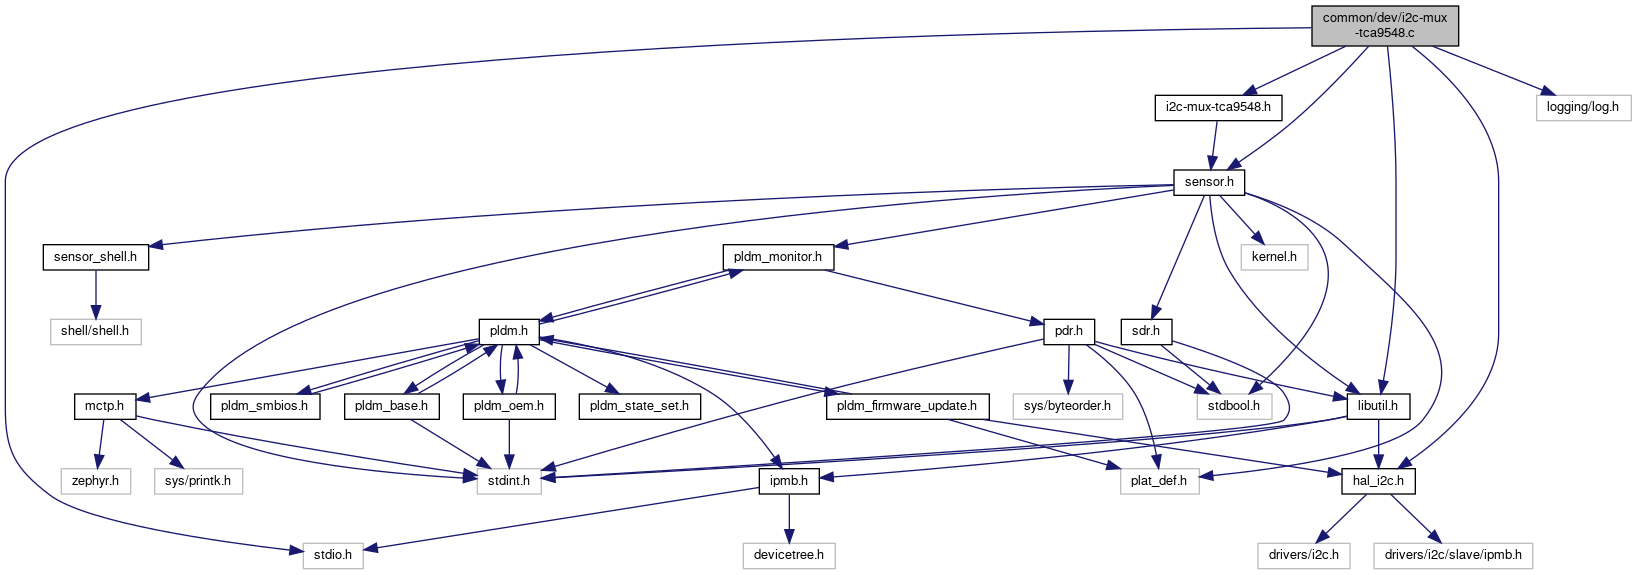 common/dev/i2c-mux
-tca9548.c
i2c-mux-tca9548.h
logging/log.h
sensor.h
sensor_shell.h
pldm_monitor.h
kernel.h
shell/shell.h
pldm.h
pdr.h
sdr.h
mctp.h
pldm_smbios.h
pldm_base.h
pldm_oem.h
pldm_state_set.h
pldm_firmware_update.h
sys/byteorder.h
stdbool.h
libutil.h
zephyr.h
sys/printk.h
stdint.h
ipmb.h
plat_def.h
hal_i2c.h
stdio.h
devicetree.h
drivers/i2c.h
drivers/i2c/slave/ipmb.h